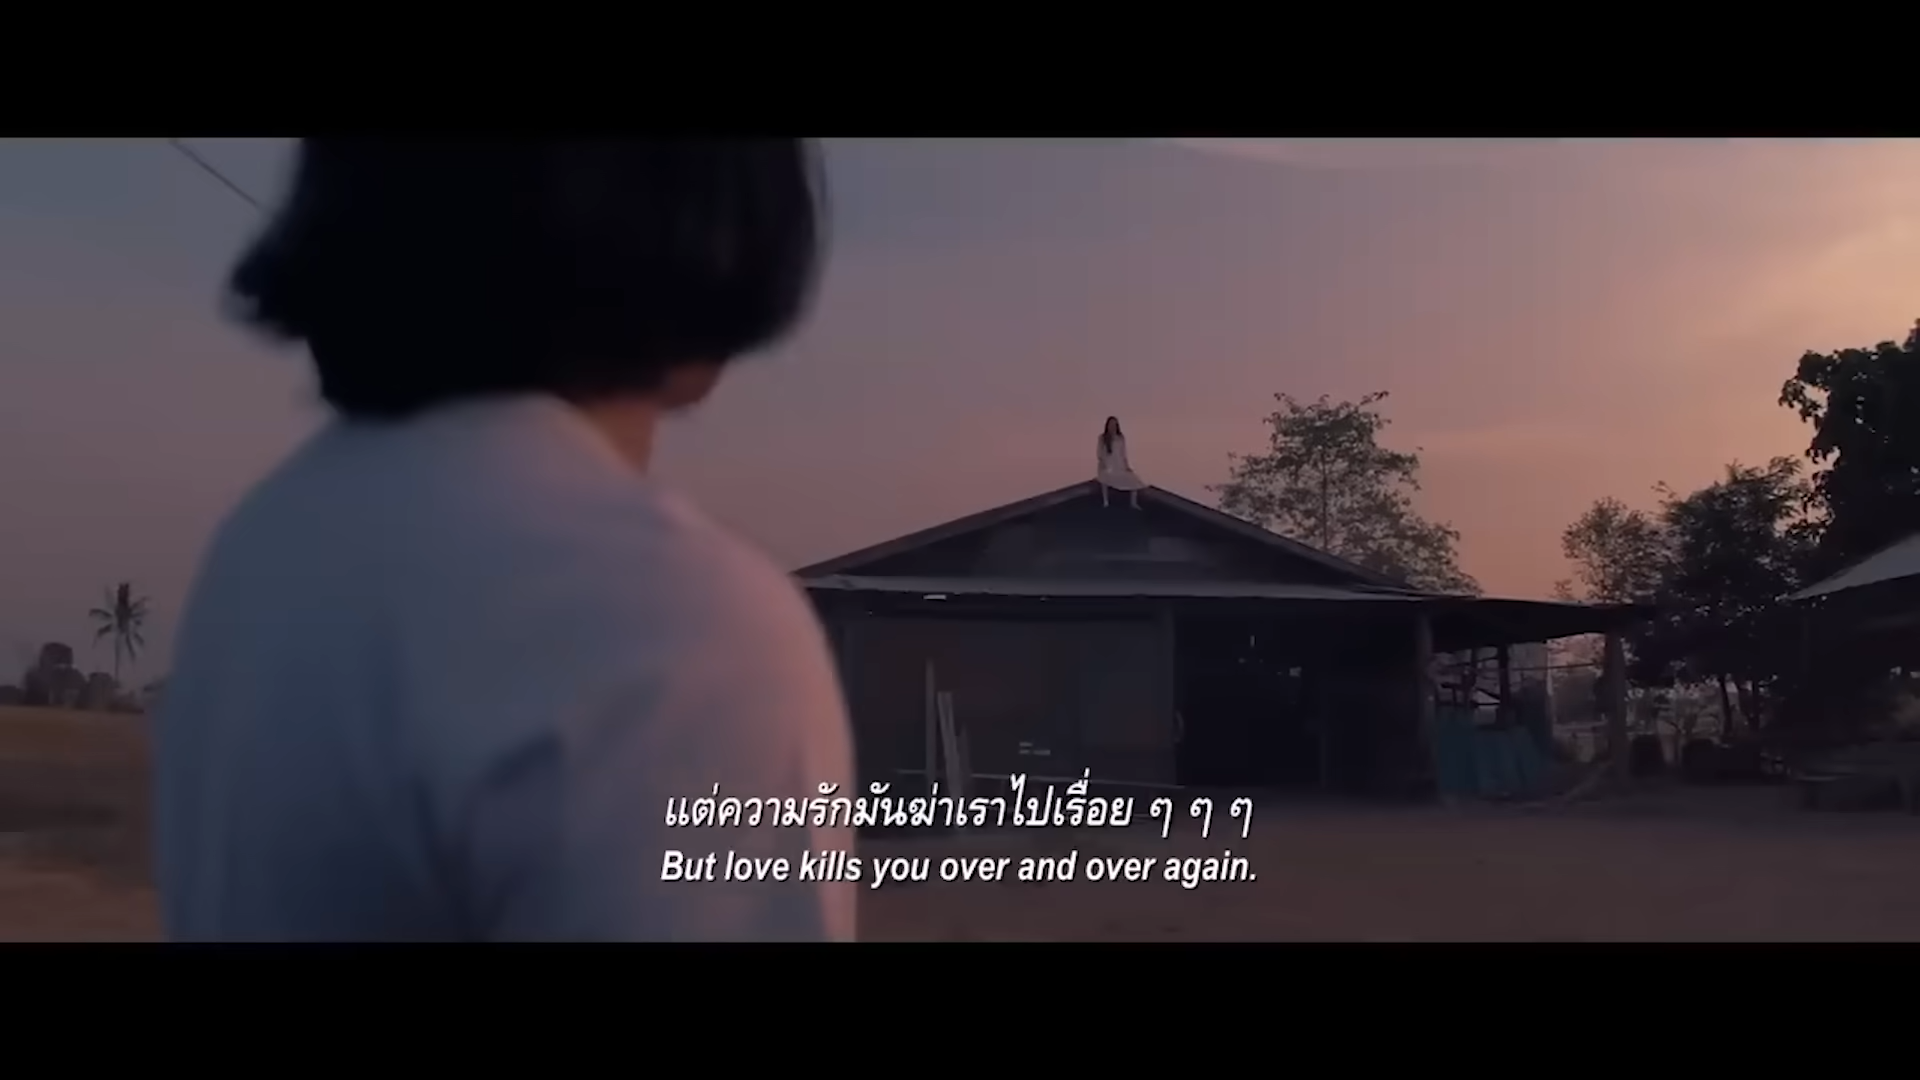 แต่ความรักมันฆ่าเราไปเรื่อย ๆ ๆ ๆ
But love kills you over and over again.